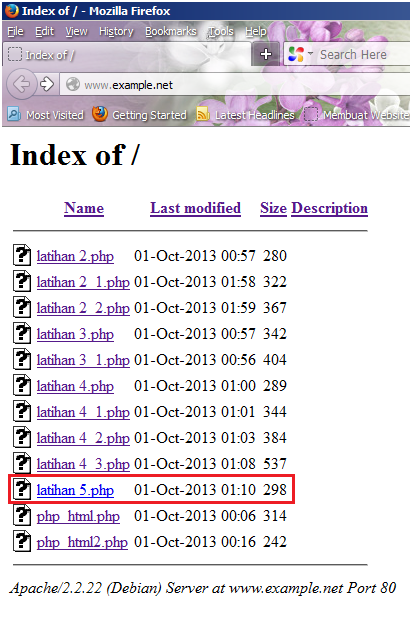 Index of / - Mozilla Firefox
File Edit View History Bookmarks Tools Help
Index of /
Search Here
www.example.net
Most Visited Getting Started Latest Headlines Membuat Website
Index of /
Name Last modified Size Description
latihan 2.php 01-Oct-2013 00:57 280
latihan 2_1.php 01-Oct-2013 01:58 322
latihan 2_2.php 01-Oct-2013 01:59 367
latihan 3.php 01-Oct-2013 00:57 342
latihan 3_1.php 01-Oct-2013 00:56 404
latihan 4.php 01-Oct-2013 01:00 289
latihan 4_1.php 01-Oct-2013 01:01 344
latihan 4_2.php 01-Oct-2013 01:03 384
latihan 4_3.php 01-Oct-2013 01:08 537
latihan 5.php 01-Oct-2013 01:10 298
php_html.php 01-Oct-2013 00:06 314
php_html2.php 01-Oct-2013 00:16 242
Apache/2.2.22 (Debian) Server at www.example.net Port 80